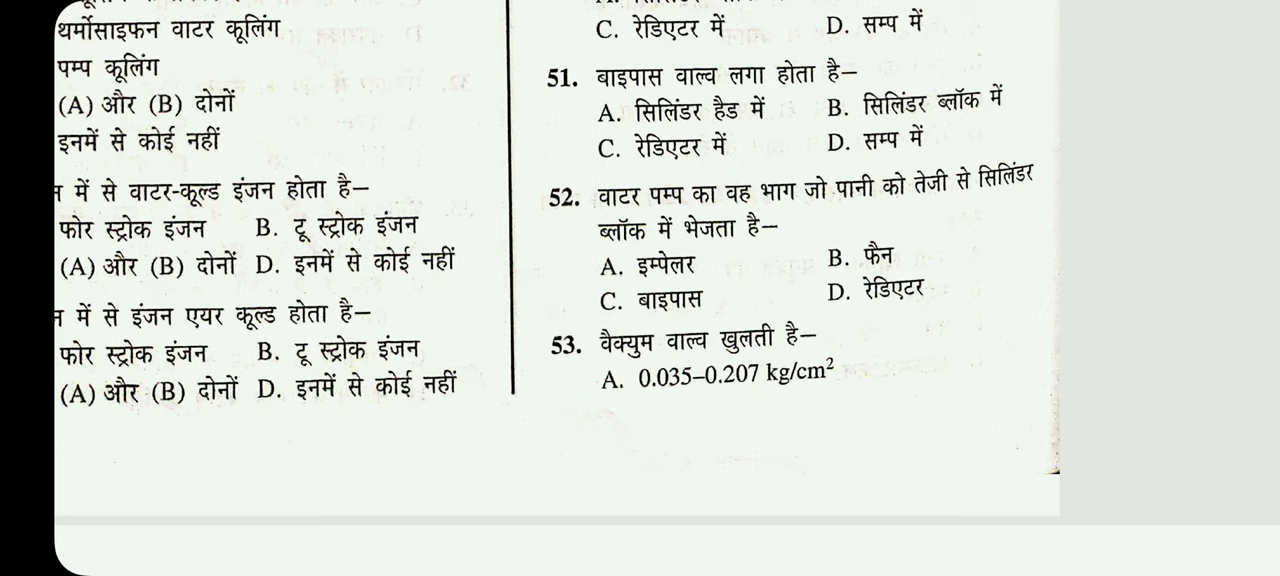 थर्मोसाइफन वाटर कूलिंग
पम्प कूलिंग
(A) और (B) दोनों
इनमें से कोई नहीं
में से वाटर-कूल्ड इंजन होता है–
फोर स्ट्रोक इंजन B. टू स्ट्रोक इंजन
(A) और (B) दोनों D. इनमें से कोई नहीं
में से इंजन एयर कूल्ड होता है–
फोर स्ट्रोक इंजन B. टू स्ट्रोक इंजन
(A) और (B) दोनों D. इनमें से कोई नहीं
C. रेडिएटर में D. सम्प में
51. बाइपास वाल्व लगा होता है–
A. सिलिंडर हैड में B. सिलिंडर ब्लॉक में
C. रेडिएटर में D. सम्प में
52. वाटर पम्प का वह भाग जो पानी को तेजी से सिलिंडर
ब्लॉक में भेजता है–
A. इम्पेलर B. फैन
C. बाइपास D. रेडिएटर
53. वैक्युम वाल्व खुलती है–
A. 0.035–0.207 kg/cm²